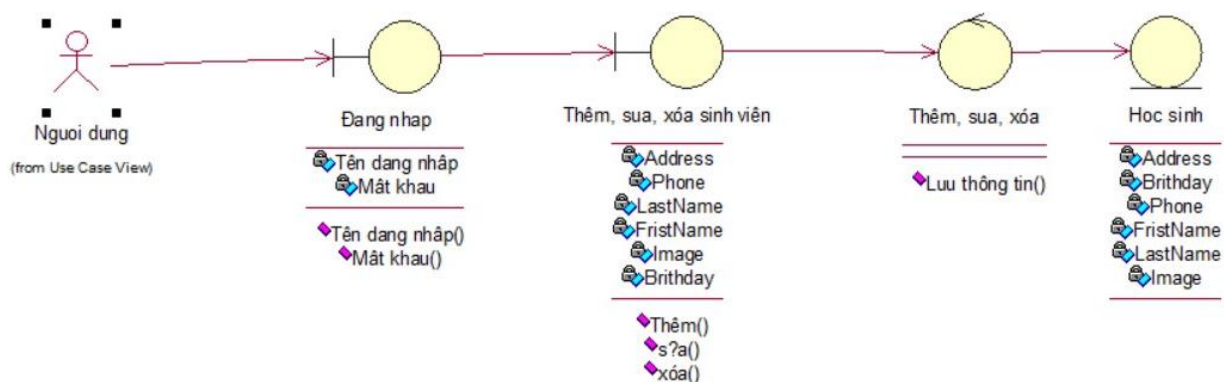 Nguoi dung
(from Use Case View)
Đang nhap
Tên dang nhâp
Mât khau
Tên dang nhâp()
Mât khau()
Thêm, sua, xóa sinh viên
Address
Phone
LastName
FristName
Image
Brithday
Thêm()
s?a()
xóa()
Thêm, sua, xóa
Luu thông tin()
Hoc sinh
Address
Brithday
Phone
FristName
LastName
Image